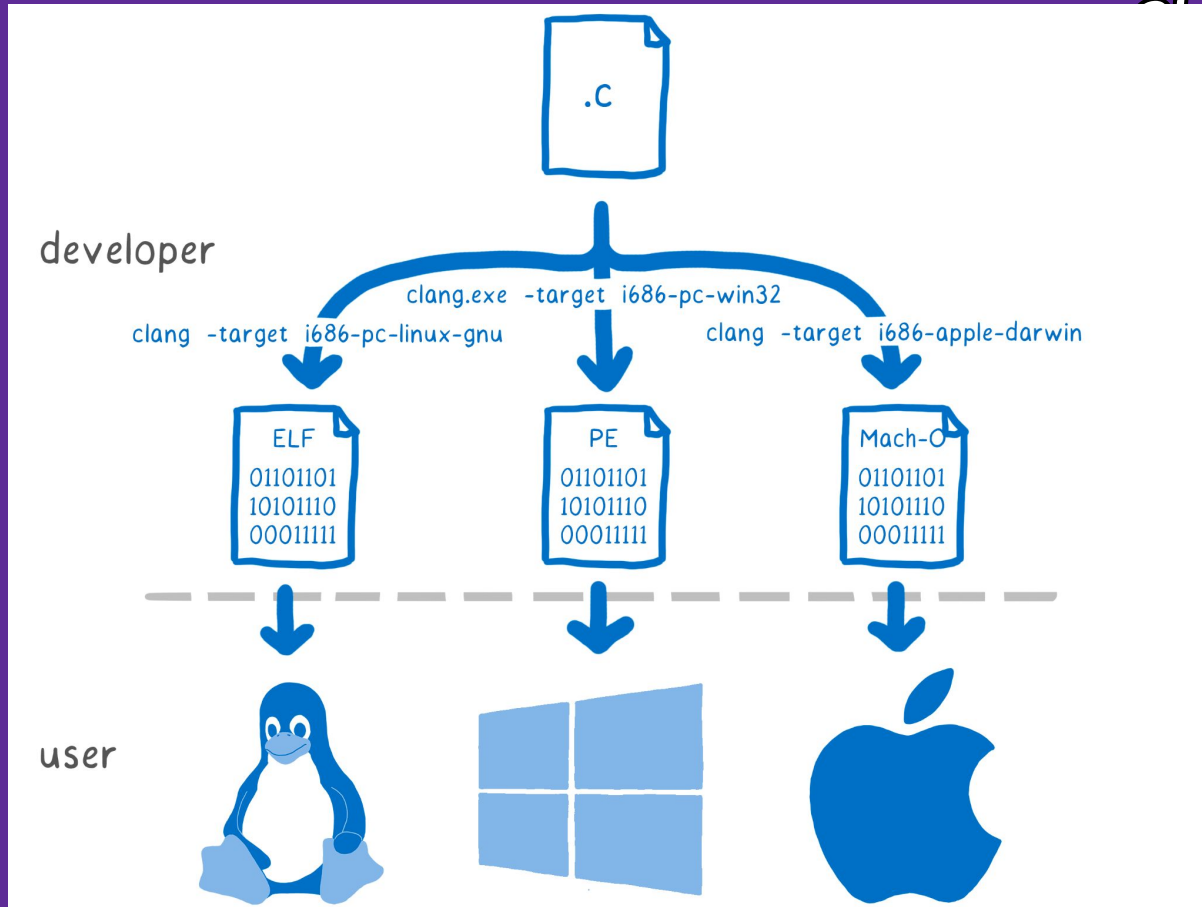 .c
developer
clang.exe -target i686-pc-win32
clang -target i686-pc-linux-gnu
clang -target i686-apple-darwin
ELF
01101101
10101110
00011111
PE
01101101
10101110
00011111
Mach-O
01101101
10101110
00011111
user